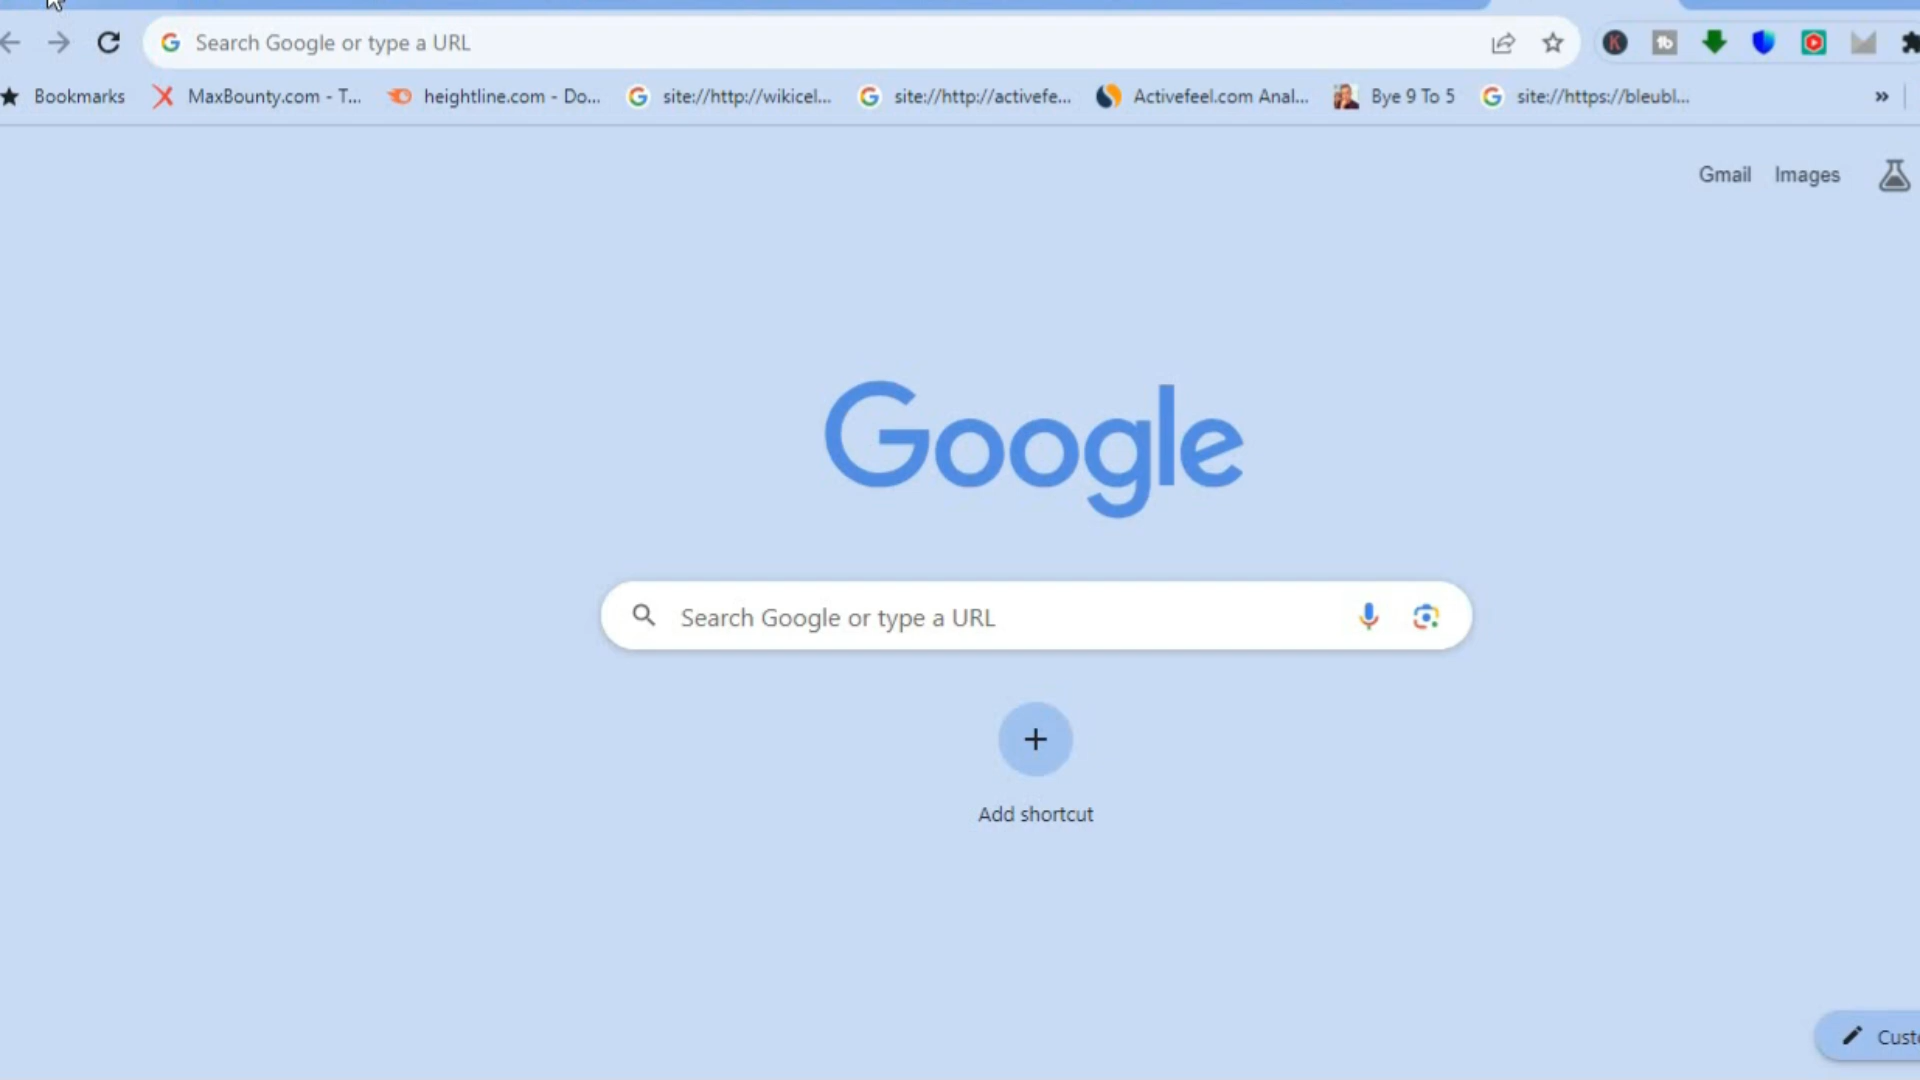 Search Google or type a URL
Bookmarks MaxBounty.com - T... heightline.com - Do... site://http://wikicel... site://http://activefe... Activefeel.com Anal... Bye 9 To 5 site://https://bleubl... »
Gmail Images
Google
Search Google or type a URL
Add shortcut
Custo